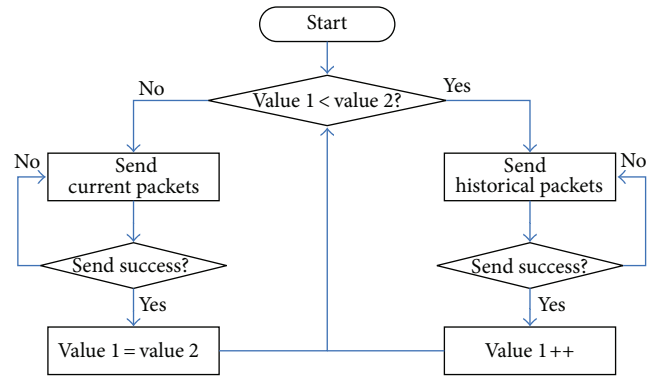 Start
Value 1 < value 2?
No
Yes
Send
current packets
No
Send success?
Yes
Value 1 = value 2
Send
historical packets
No
Send success?
Yes
Value 1++